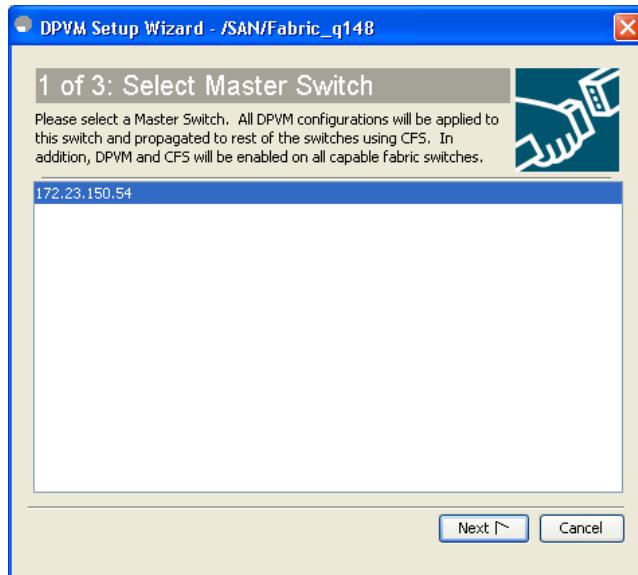 DPVM Setup Wizard - /SAN/Fabric_q148
1 of 3: Select Master Switch
Please select a Master Switch. All DPVM configurations will be applied to
this switch and propagated to rest of the switches using CFS. In
addition, DPVM and CFS will be enabled on all capable fabric switches.
172.23.150.54
Next
Cancel